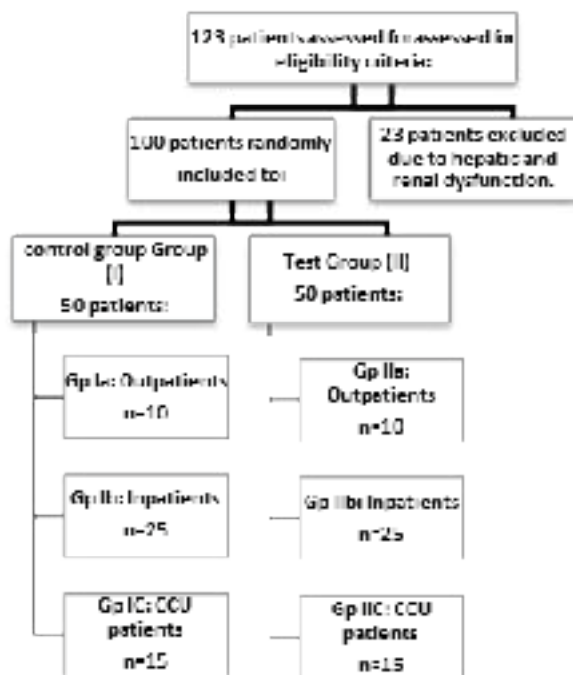 123 patients assessed for assessed for
eligibility criteria:
100 patients randomly
included to:
23 patients excluded
due to hepatic and
renal dysfunction.
control group Group
[I]
50 patients:
Test Group [II]
50 patients:
Gp Ia: Outpatients
n=10
Gp IIa:
Outpatients
n=10
Gp Ib: Inpatients
n=25
Gp IIb: Inpatients
n=25
Gp IC: CCU
patients
n=15
Gp IIC: CCU
patients
n=15